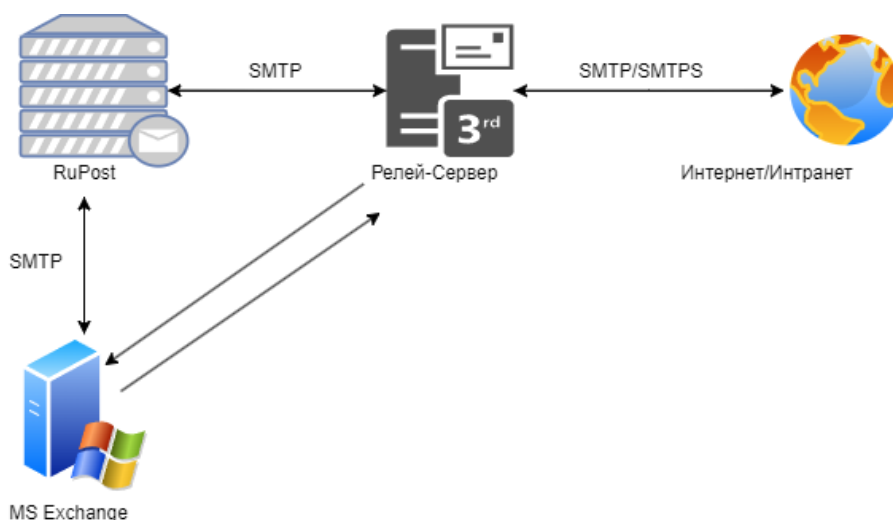 SMTP
SMTP/SMTPS
3rd
RuPost
Релей-Сервер
Интернет/Интранет
SMTP
MS Exchange